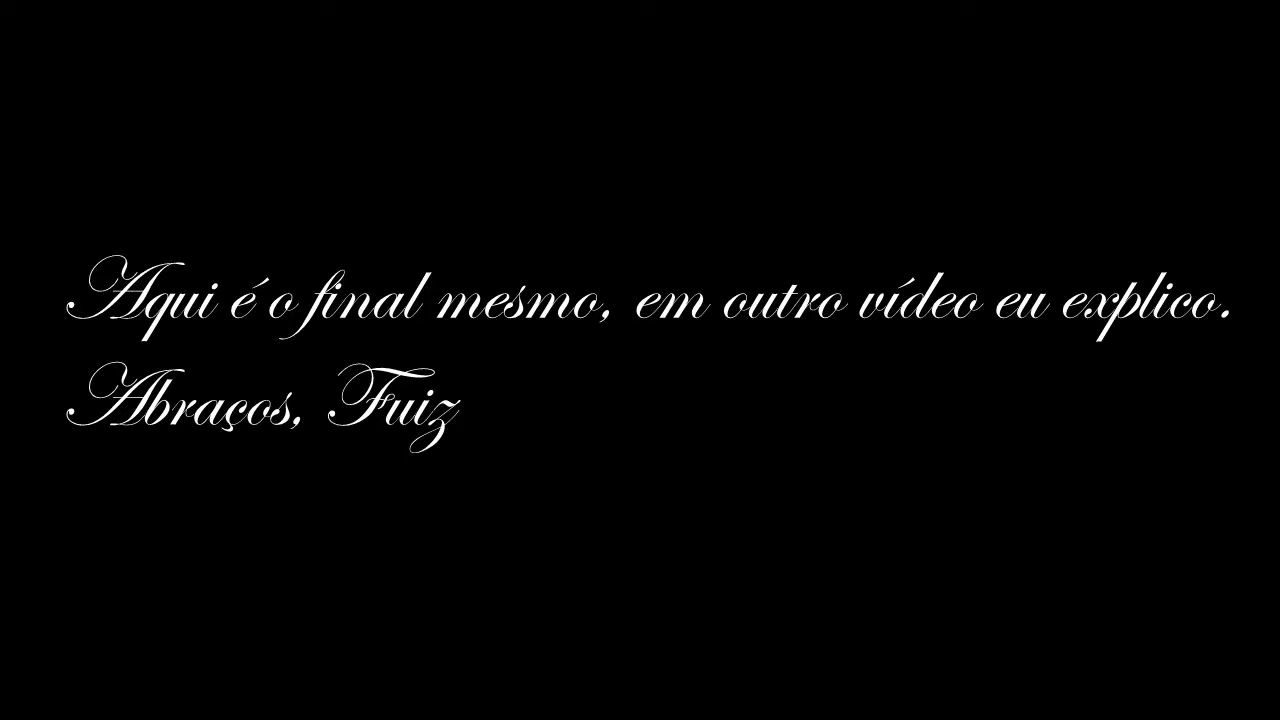 Aqui é o final mesmo, em outro vídeo eu explico.
Abraços, Fuiz